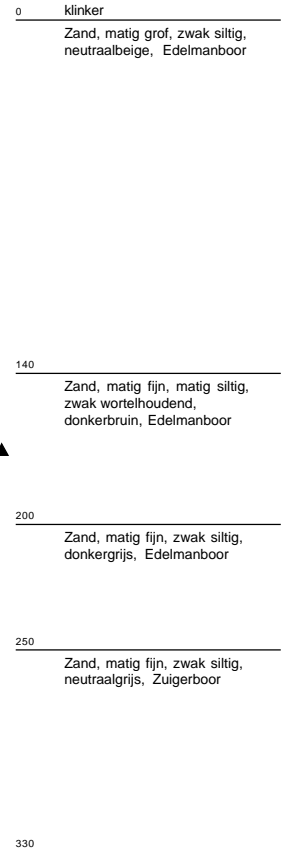 0 klinker
Zand, matig grof, zwak siltig,
neutraalbeige, Edelmanboor
140
Zand, matig fijn, matig siltig,
zwak wortelhoudend,
donkerbruin, Edelmanboor
200
Zand, matig fijn, zwak siltig,
donkergrijs, Edelmanboor
250
Zand, matig fijn, zwak siltig,
neutraalgrijs, Zuigerboor
330